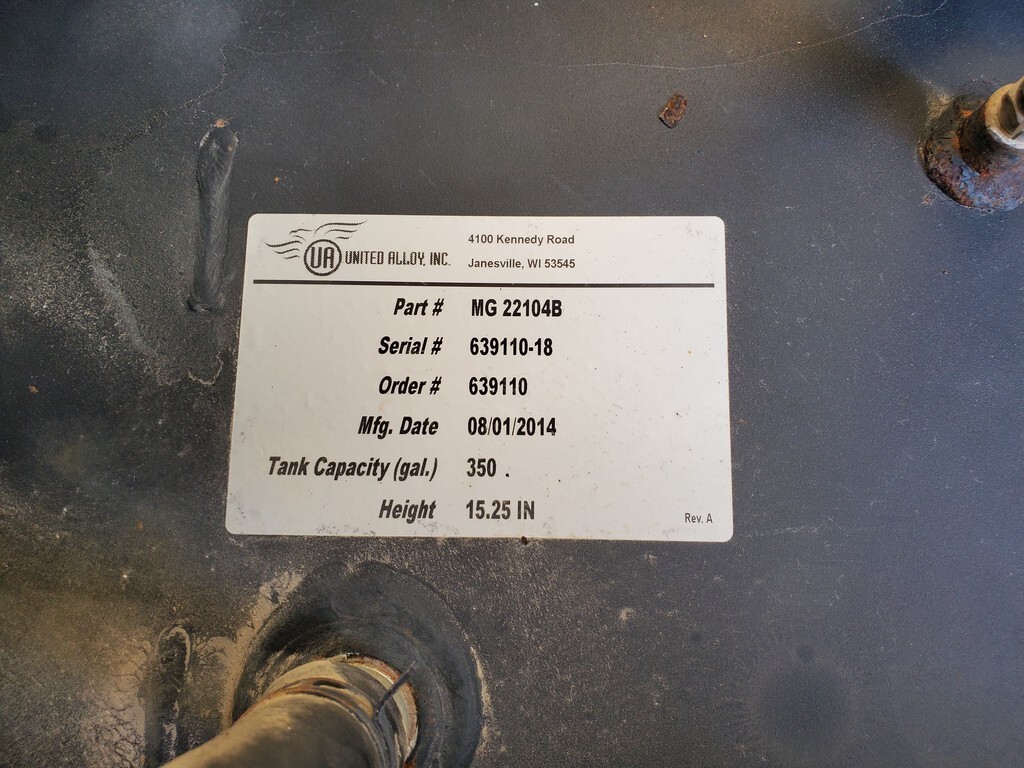 UA UNITED ALLOY, INC.
4100 Kennedy Road
Janesville, WI 53545
Part # MG 22104B
Serial # 639110-18
Order # 639110
Mfg. Date 08/01/2014
Tank Capacity (gal.) 350 .
Height 15.25 IN
Rev. A